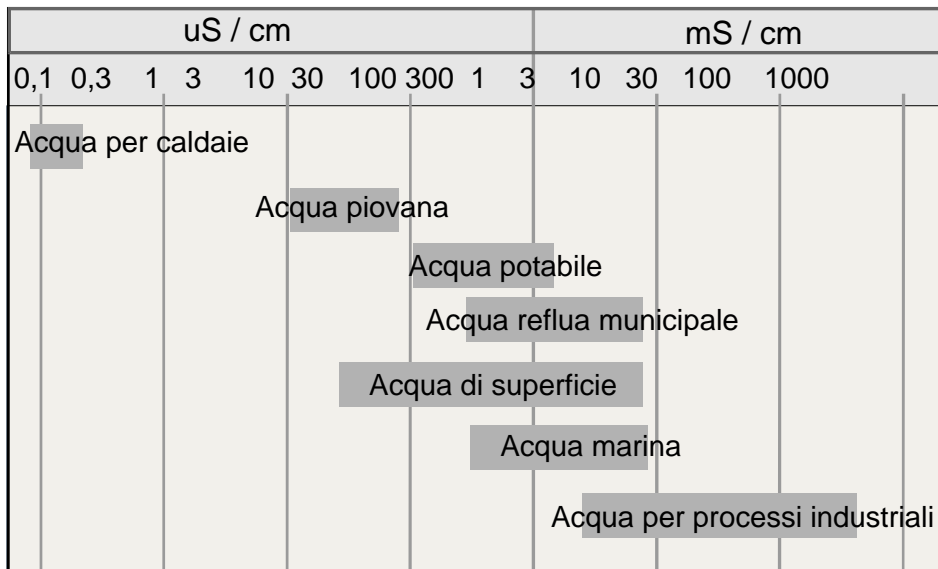 uS / cm mS / cm
0,1 0,3 1 3 10 30 100 300 1 3 10 30 100 1000
Acqua per caldaie
Acqua piovana
Acqua potabile
Acqua reflua municipale
Acqua di superficie
Acqua marina
Acqua per processi industriali